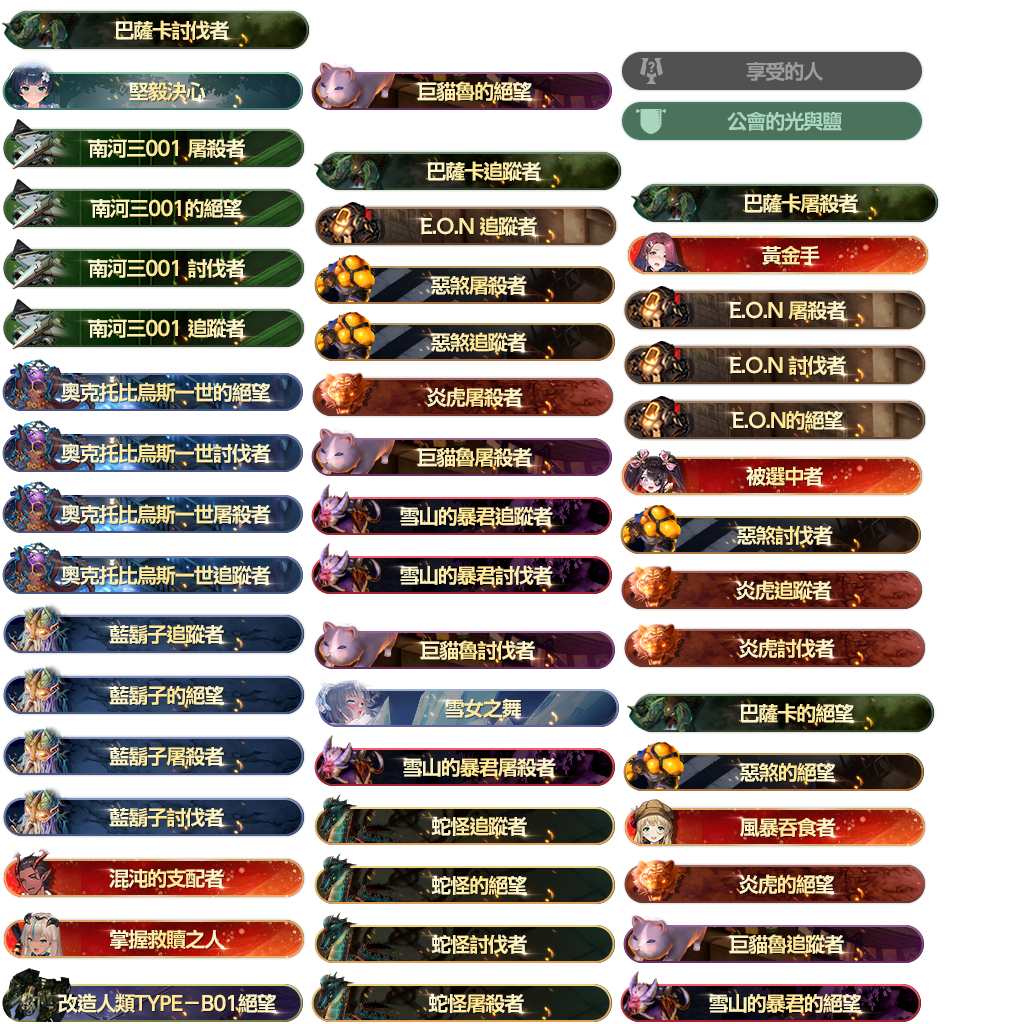 巴薩卡討伐者
堅毅決心
南河三001 屠殺者
南河三001的絕望
南河三001 討伐者
南河三001 追蹤者
奧克托比烏斯一世的絕望
奧克托比烏斯一世討伐者
奧克托比烏斯一世屠殺者
奧克托比烏斯一世追蹤者
藍鬍子追蹤者
藍鬍子的絕望
藍鬍子屠殺者
藍鬍子討伐者
混沌的支配者
掌握救贖之人
改造人類TYPE－B01絕望
巨貓魯的絕望
巴薩卡追蹤者
E.O.N 追蹤者
惡煞屠殺者
惡煞追蹤者
炎虎屠殺者
巨貓魯屠殺者
雪山的暴君追蹤者
雪山的暴君討伐者
巨貓魯討伐者
雪女之舞
雪山的暴君屠殺者
蛇怪追蹤者
蛇怪的絕望
蛇怪討伐者
蛇怪屠殺者
享受的人
公會的光與鹽
巴薩卡屠殺者
黃金手
E.O.N 屠殺者
E.O.N 討伐者
E.O.N的絕望
被選中者
惡煞討伐者
炎虎追蹤者
炎虎討伐者
巴薩卡的絕望
惡煞的絕望
風暴吞食者
炎虎的絕望
巨貓魯追蹤者
雪山的暴君的絕望